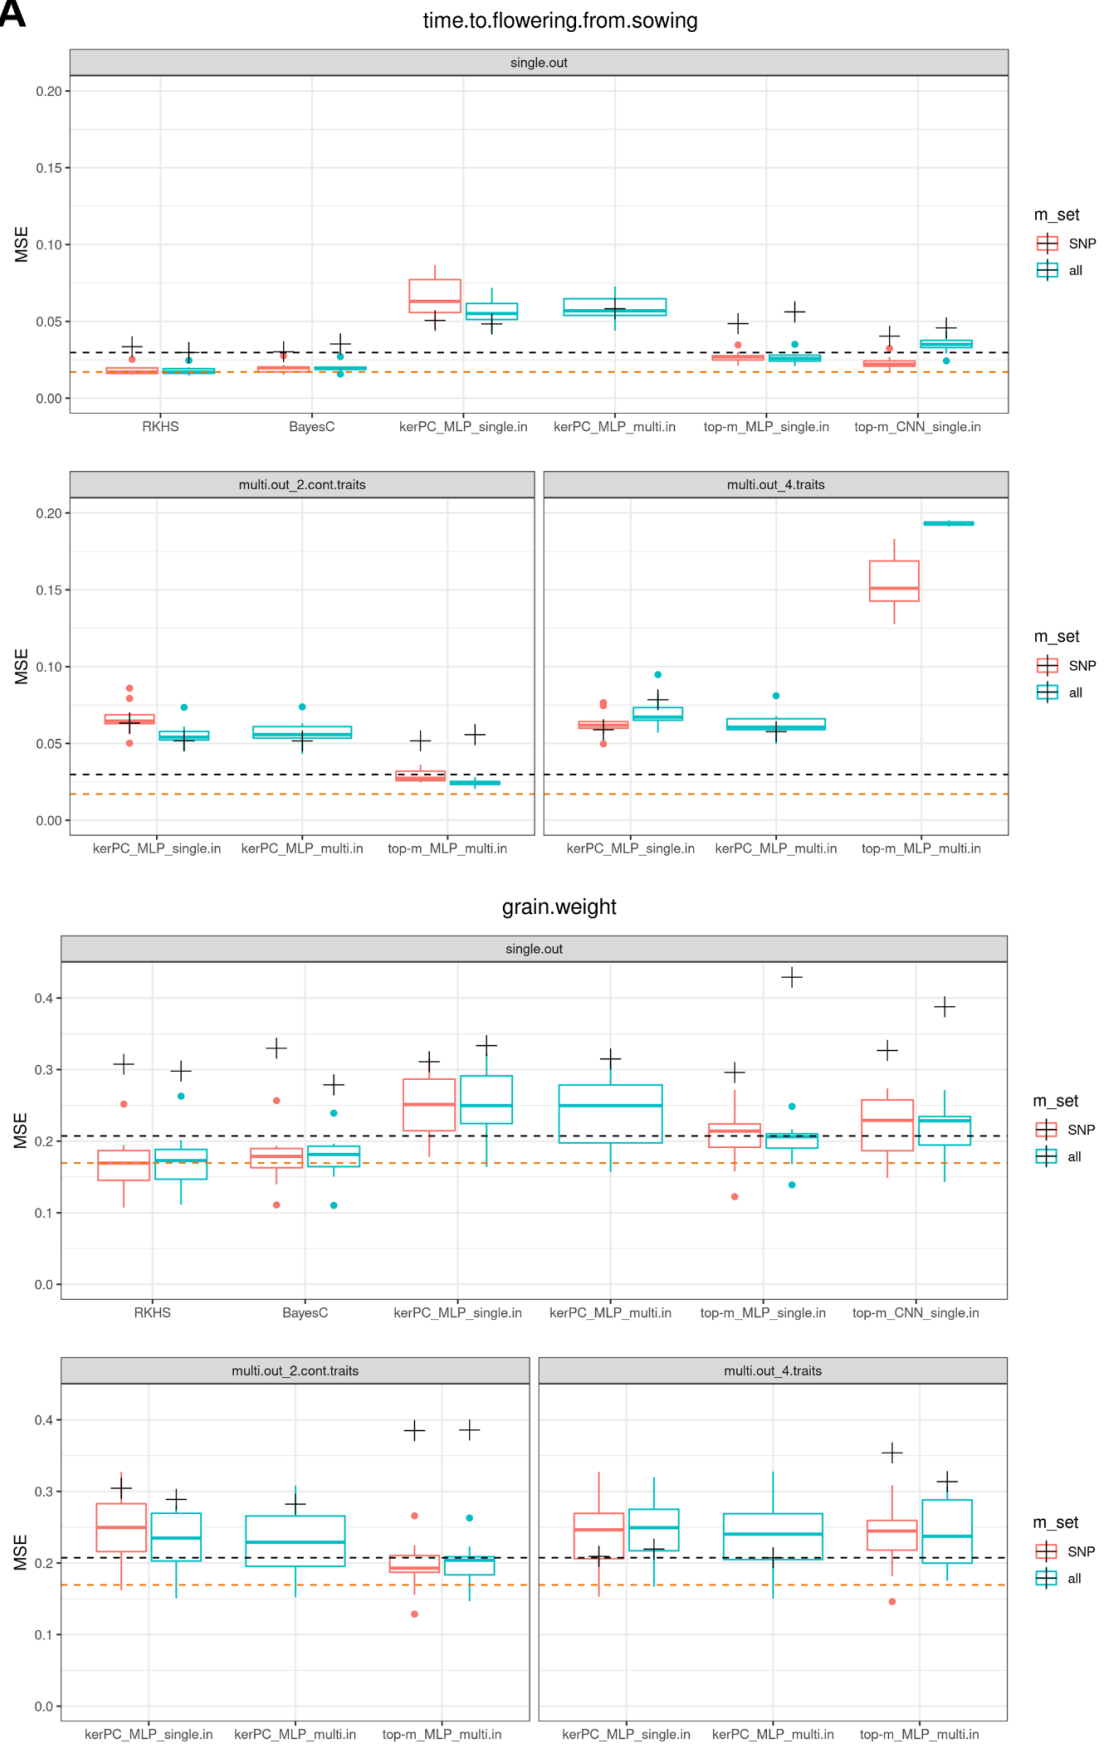 A
time.to.flowering.from.sowing
single.out
0.20
0.15
0.10
0.05
0.00
MSE
RKHS BayesC kerPC_MLP_single.in kerPC_MLP_multi.in top-m_MLP_single.in top-m_CNN_single.in
m_set
SNP
all
multi.out_2.cont.traits multi.out_4.traits
0.20
0.15
0.10
0.05
0.00
MSE
kerPC_MLP_single.in kerPC_MLP_multi.in top-m_MLP_multi.in kerPC_MLP_single.in kerPC_MLP_multi.in top-m_MLP_multi.in
m_set
SNP
all
grain.weight
single.out
0.4
0.3
0.2
0.1
0.0
MSE
RKHS BayesC kerPC_MLP_single.in kerPC_MLP_multi.in top-m_MLP_single.in top-m_CNN_single.in
m_set
SNP
all
multi.out_2.cont.traits multi.out_4.traits
0.4
0.3
0.2
0.1
0.0
MSE
kerPC_MLP_single.in kerPC_MLP_multi.in top-m_MLP_multi.in kerPC_MLP_single.in kerPC_MLP_multi.in top-m_MLP_multi.in
m_set
SNP
all